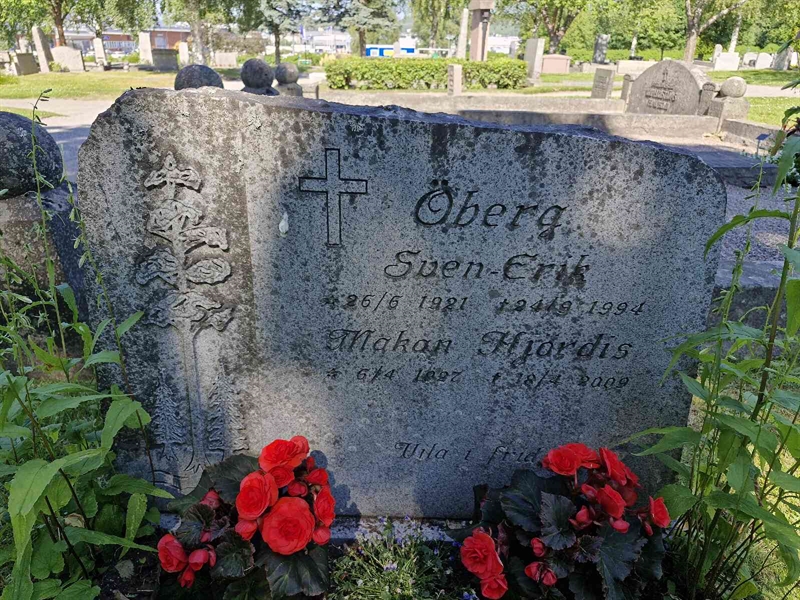 Öberg
Sven-Erik
* 26/6 1921 † 24/9 1994
Makan Hjördis
* 6/4 1927 † 18/4 2009
Vila i frid